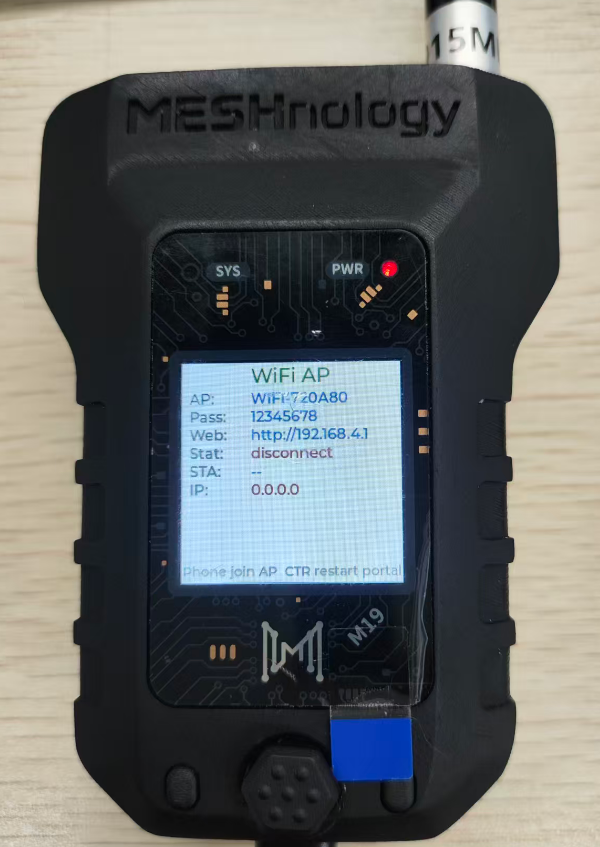 15M
MESHnology
SYS
PWR
WiFi AP
AP: WiFi-720A80
Pass: 12345678
Web: http://192.168.4.1
Stat: disconnect
STA: --
IP: 0.0.0.0
Phone join AP CTR restart portal
M19